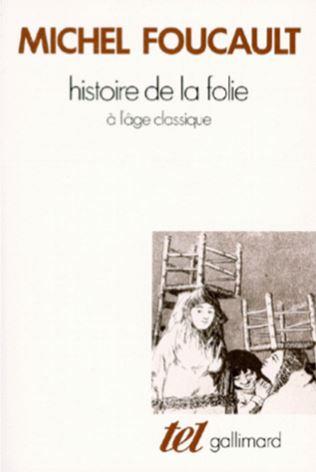 MICHEL FOUCAULT
histoire de la folie
à l'âge classique
tel gallimard